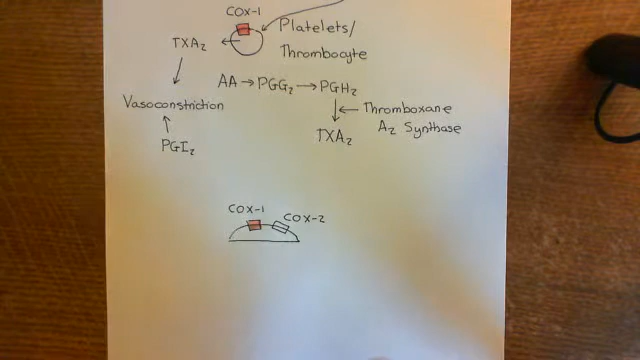 COX-1
Platelets/
Thrombocyte
TXA₂
AA → PGG₂ → PGH₂
Vasoconstriction
Thromboxane
A₂ Synthase
TXA₂
PGI₂
COX-1
COX-2